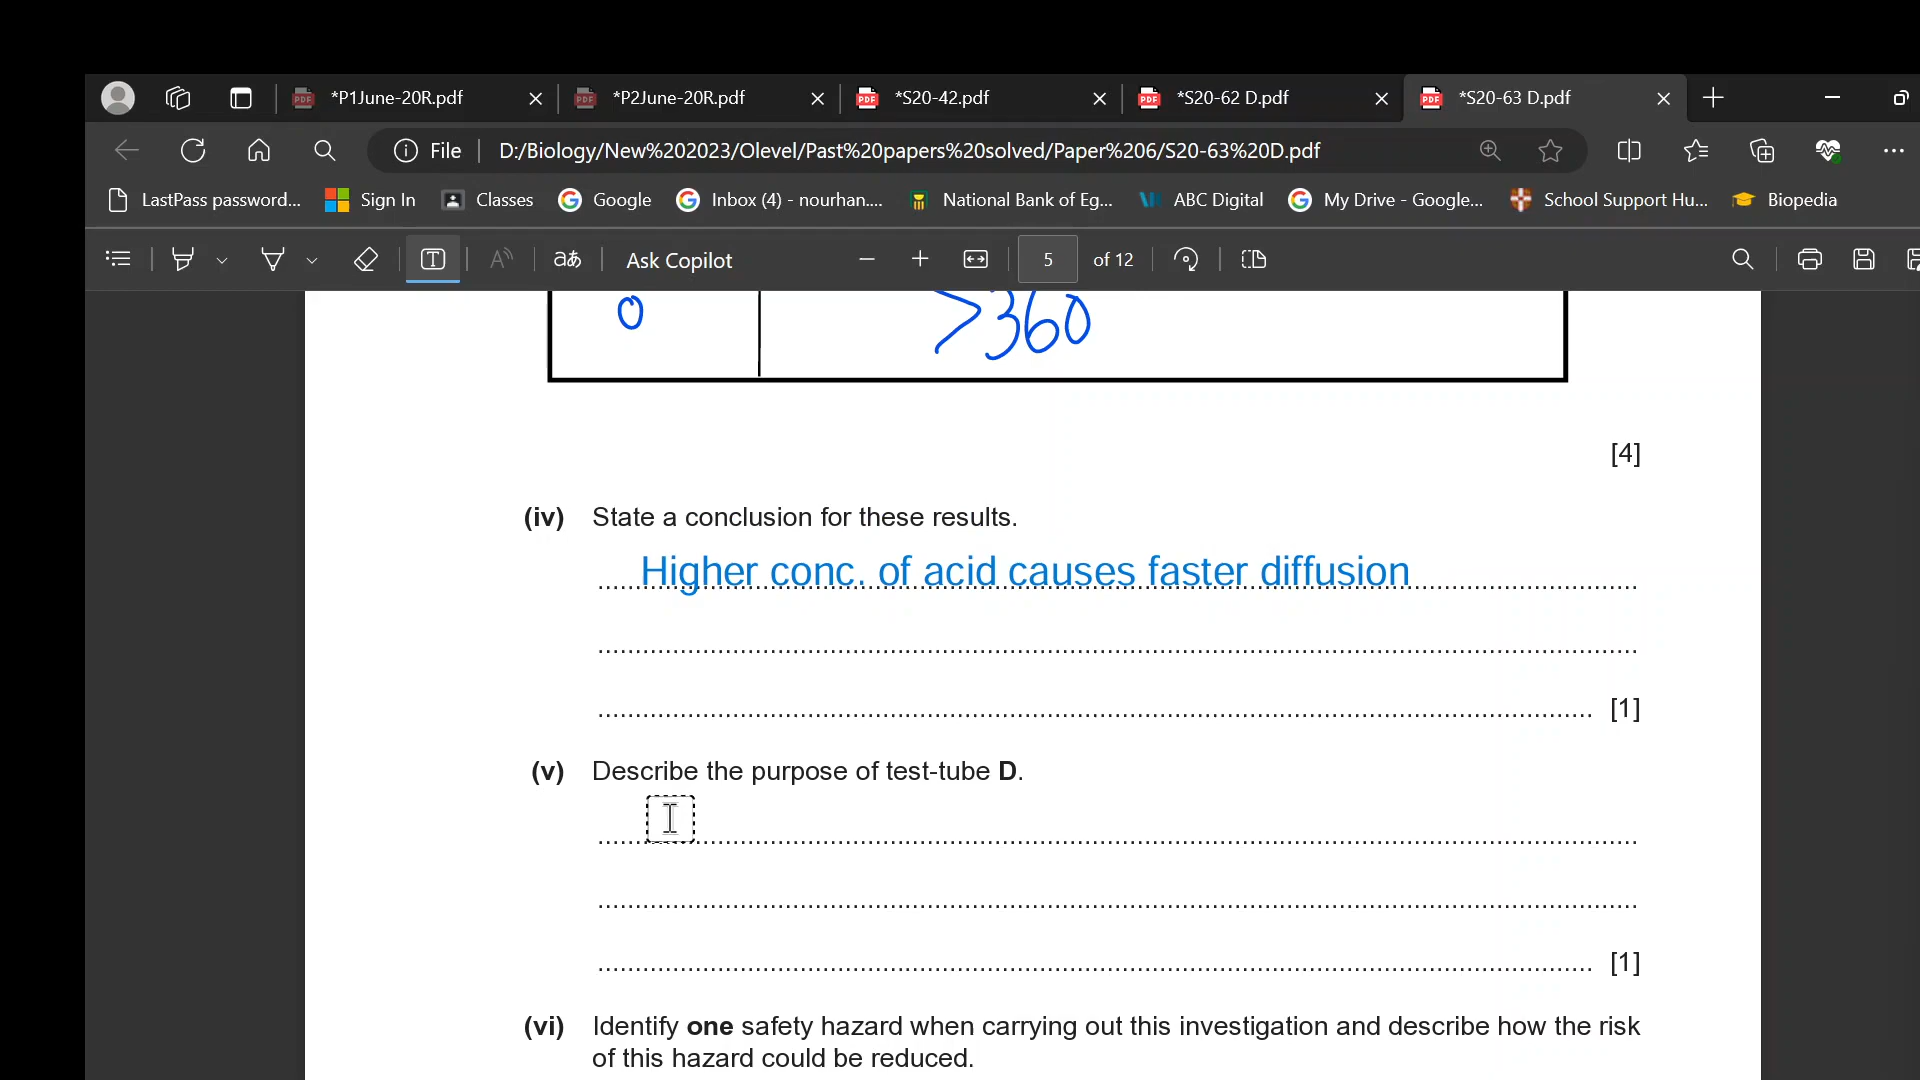 *P1June-20R.pdf
*P2June-20R.pdf
*S20-42.pdf
*S20-62 D.pdf
*S20-63 D.pdf
File D:/Biology/New%202023/Olevel/Past%20papers%20solved/Paper%206/S20-63%20D.pdf
LastPass password... Sign In Classes Google Inbox (4) - nourhan.... National Bank of Eg... ABC Digital My Drive - Google... School Support Hu... Biopedia
aあ Ask Copilot 5 of 12
0 >360
[4]
(iv) State a conclusion for these results.
Higher conc. of acid causes faster diffusion
[1]
(v) Describe the purpose of test-tube D.
[1]
(vi) Identify one safety hazard when carrying out this investigation and describe how the risk
of this hazard could be reduced.